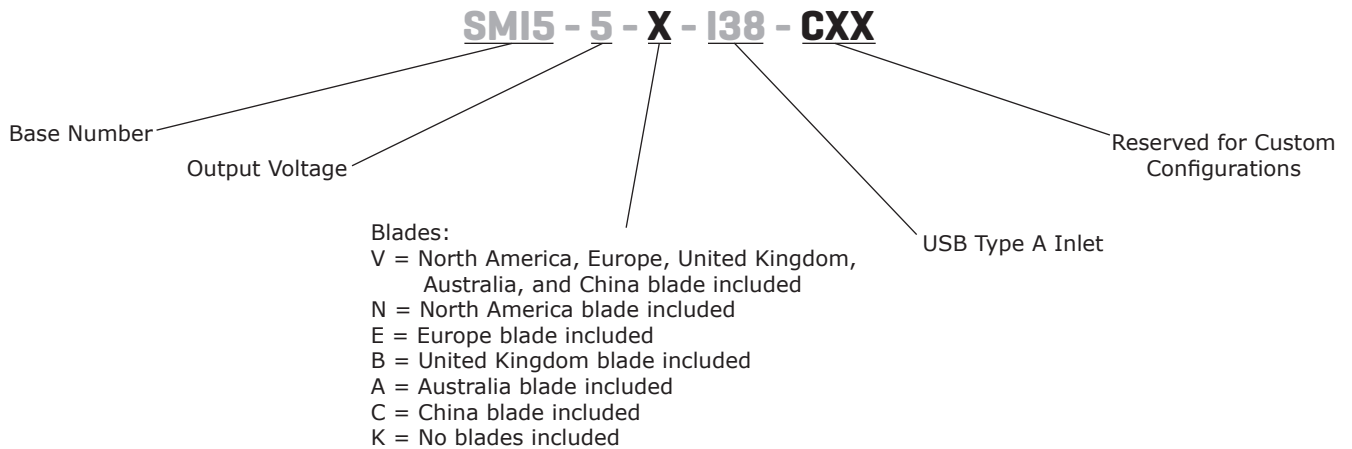 SMI5 - 5 - X - I38 - CXX
Base Number
Output Voltage
Reserved for Custom
Configurations
USB Type A Inlet
Blades:
V = North America, Europe, United Kingdom,
Australia, and China blade included
N = North America blade included
E = Europe blade included
B = United Kingdom blade included
A = Australia blade included
C = China blade included
K = No blades included